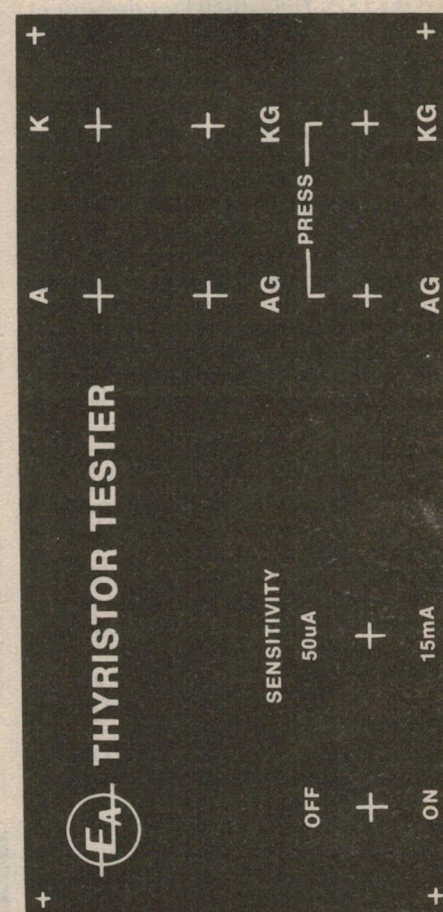 A K
EA THYRISTOR TESTER
SENSITIVITY AG KG
OFF 50uA PRESS
ON 15mA AG KG